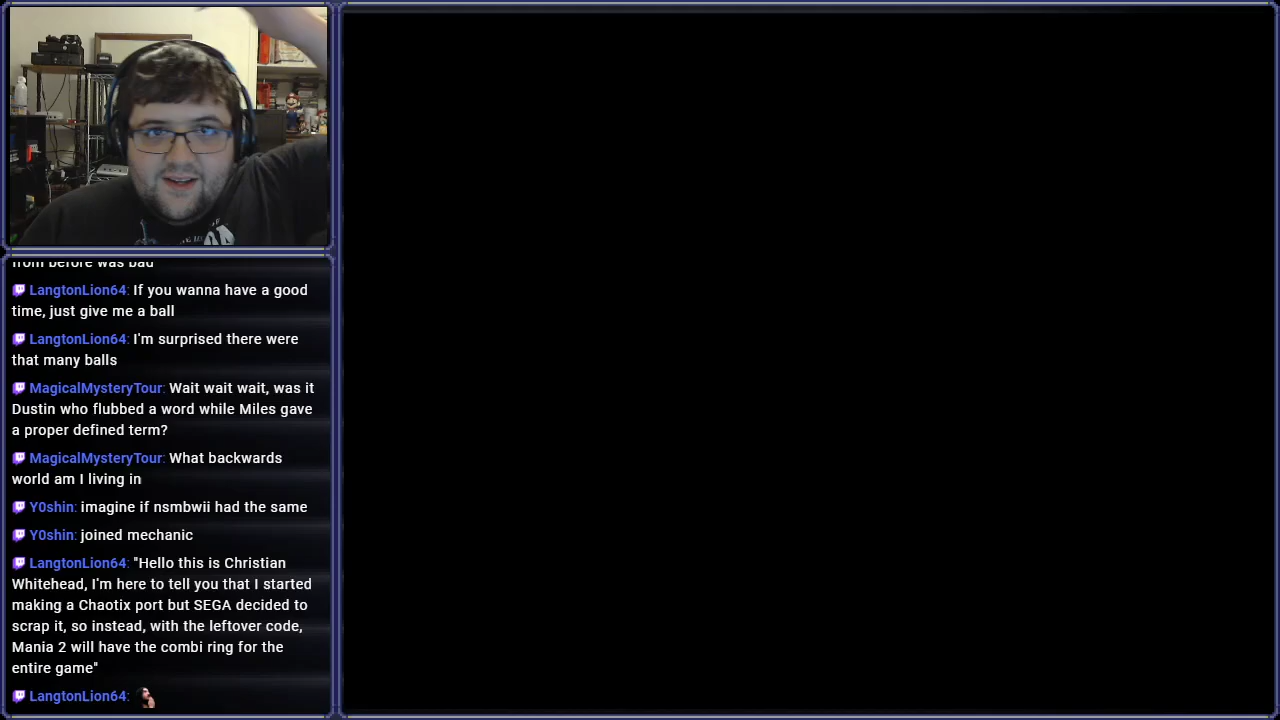 from before was bad
LangtonLion64: If you wanna have a good
time, just give me a ball
LangtonLion64: I'm surprised there were
that many balls
MagicalMysteryTour: Wait wait wait, was it
Dustin who flubbed a word while Miles gave
a proper defined term?
MagicalMysteryTour: What backwards
world am I living in
Y0shin: imagine if nsmbwii had the same
Y0shin: joined mechanic
LangtonLion64: "Hello this is Christian
Whitehead, I'm here to tell you that I started
making a Chaotix port but SEGA decided to
scrap it, so instead, with the leftover code,
Mania 2 will have the combi ring for the
entire game"
LangtonLion64: